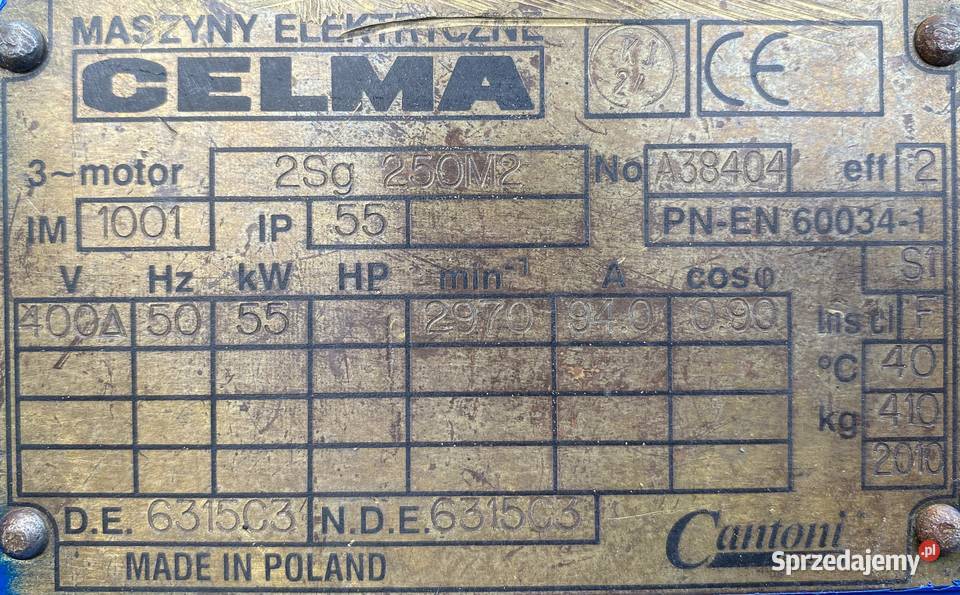 MASZYNY ELEKTRYCZNE
CELMA
KJ
24
CE
3~motor 2Sg 250M2 No A38404 eff 2
IM 1001 IP 55 PN-EN 60034-1
S1
V Hz kW HP min⁻¹ A cosφ
400Δ 50 55 2970 94.0 0.90 Ins cl F
°C 40
kg 410
2010
D.E. 6315C3 N.D.E. 6315C3
Cantoni
MADE IN POLAND
Sprzedajemy.pl